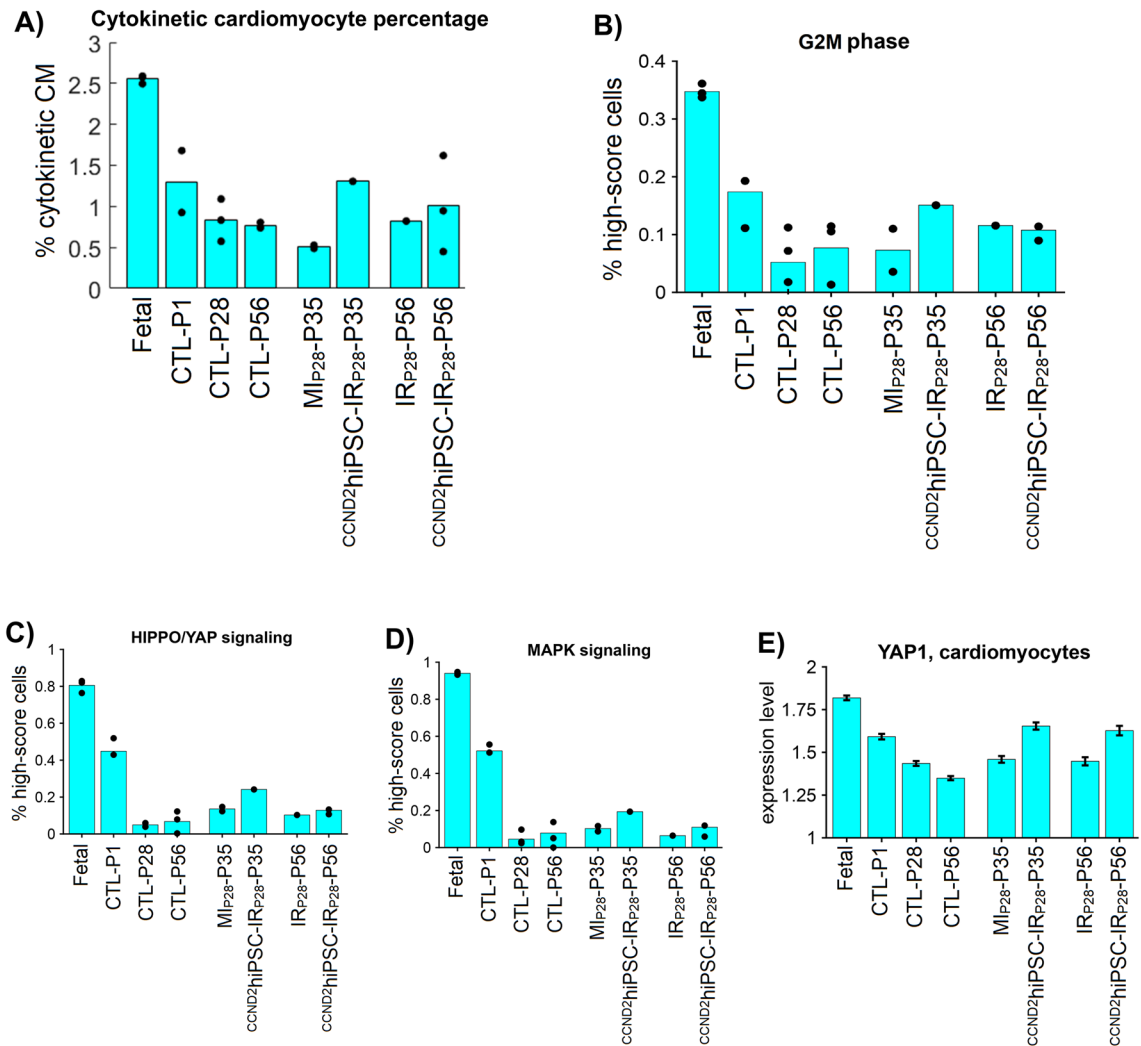 A)
Cytokinetic cardiomyocyte percentage
% cytokinetic CM
3
2.5
2
1.5
1
0.5
0
Fetal
CTL-P1
CTL-P28
CTL-P56
MIP28-P35
CCND2hiPSC-IRP28-P35
IRP28-P56
CCND2hiPSC-IRP28-P56
B)
G2M phase
% high-score cells
0.4
0.3
0.2
0.1
0
Fetal
CTL-P1
CTL-P28
CTL-P56
MIP28-P35
CCND2hiPSC-IRP28-P35
IRP28-P56
CCND2hiPSC-IRP28-P56
C)
HIPPO/YAP signaling
% high-score cells
1
0.8
0.6
0.4
0.2
0
Fetal
CTL-P1
CTL-P28
CTL-P56
MIP28-P35
CCND2hiPSC-IRP28-P35
IRP28-P56
CCND2hiPSC-IRP28-P56
D)
MAPK signaling
% high-score cells
1
0.8
0.6
0.4
0.2
0
Fetal
CTL-P1
CTL-P28
CTL-P56
MIP28-P35
CCND2hiPSC-IRP28-P35
IRP28-P56
CCND2hiPSC-IRP28-P56
E)
YAP1, cardiomyocytes
expression level
2
1.75
1.5
1.25
1
Fetal
CTL-P1
CTL-P28
CTL-P56
MIP28-P35
CCND2hiPSC-IRP28-P35
IRP28-P56
CCND2hiPSC-IRP28-P56